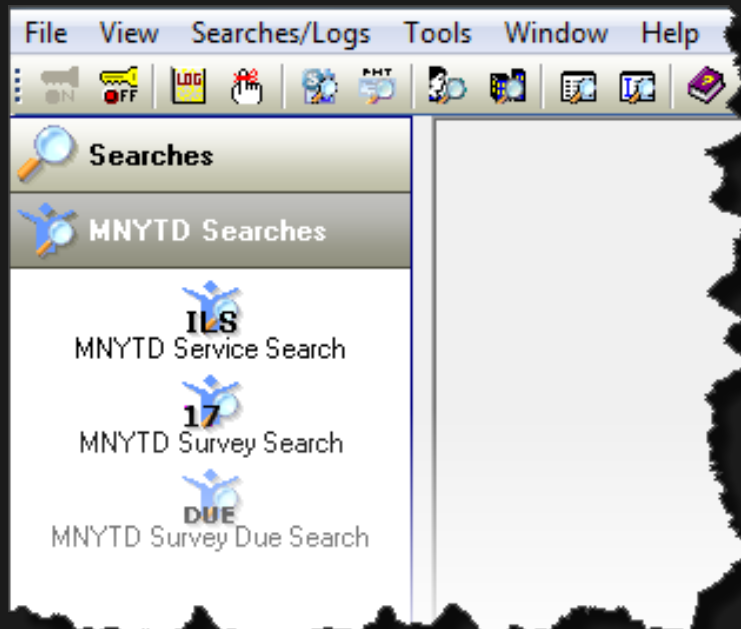 File View Searches/Logs Tools Window Help
ON OFF LOG PMT
Searches
MNYTD Searches
ILS
MNYTD Service Search
17
MNYTD Survey Search
DUE
MNYTD Survey Due Search